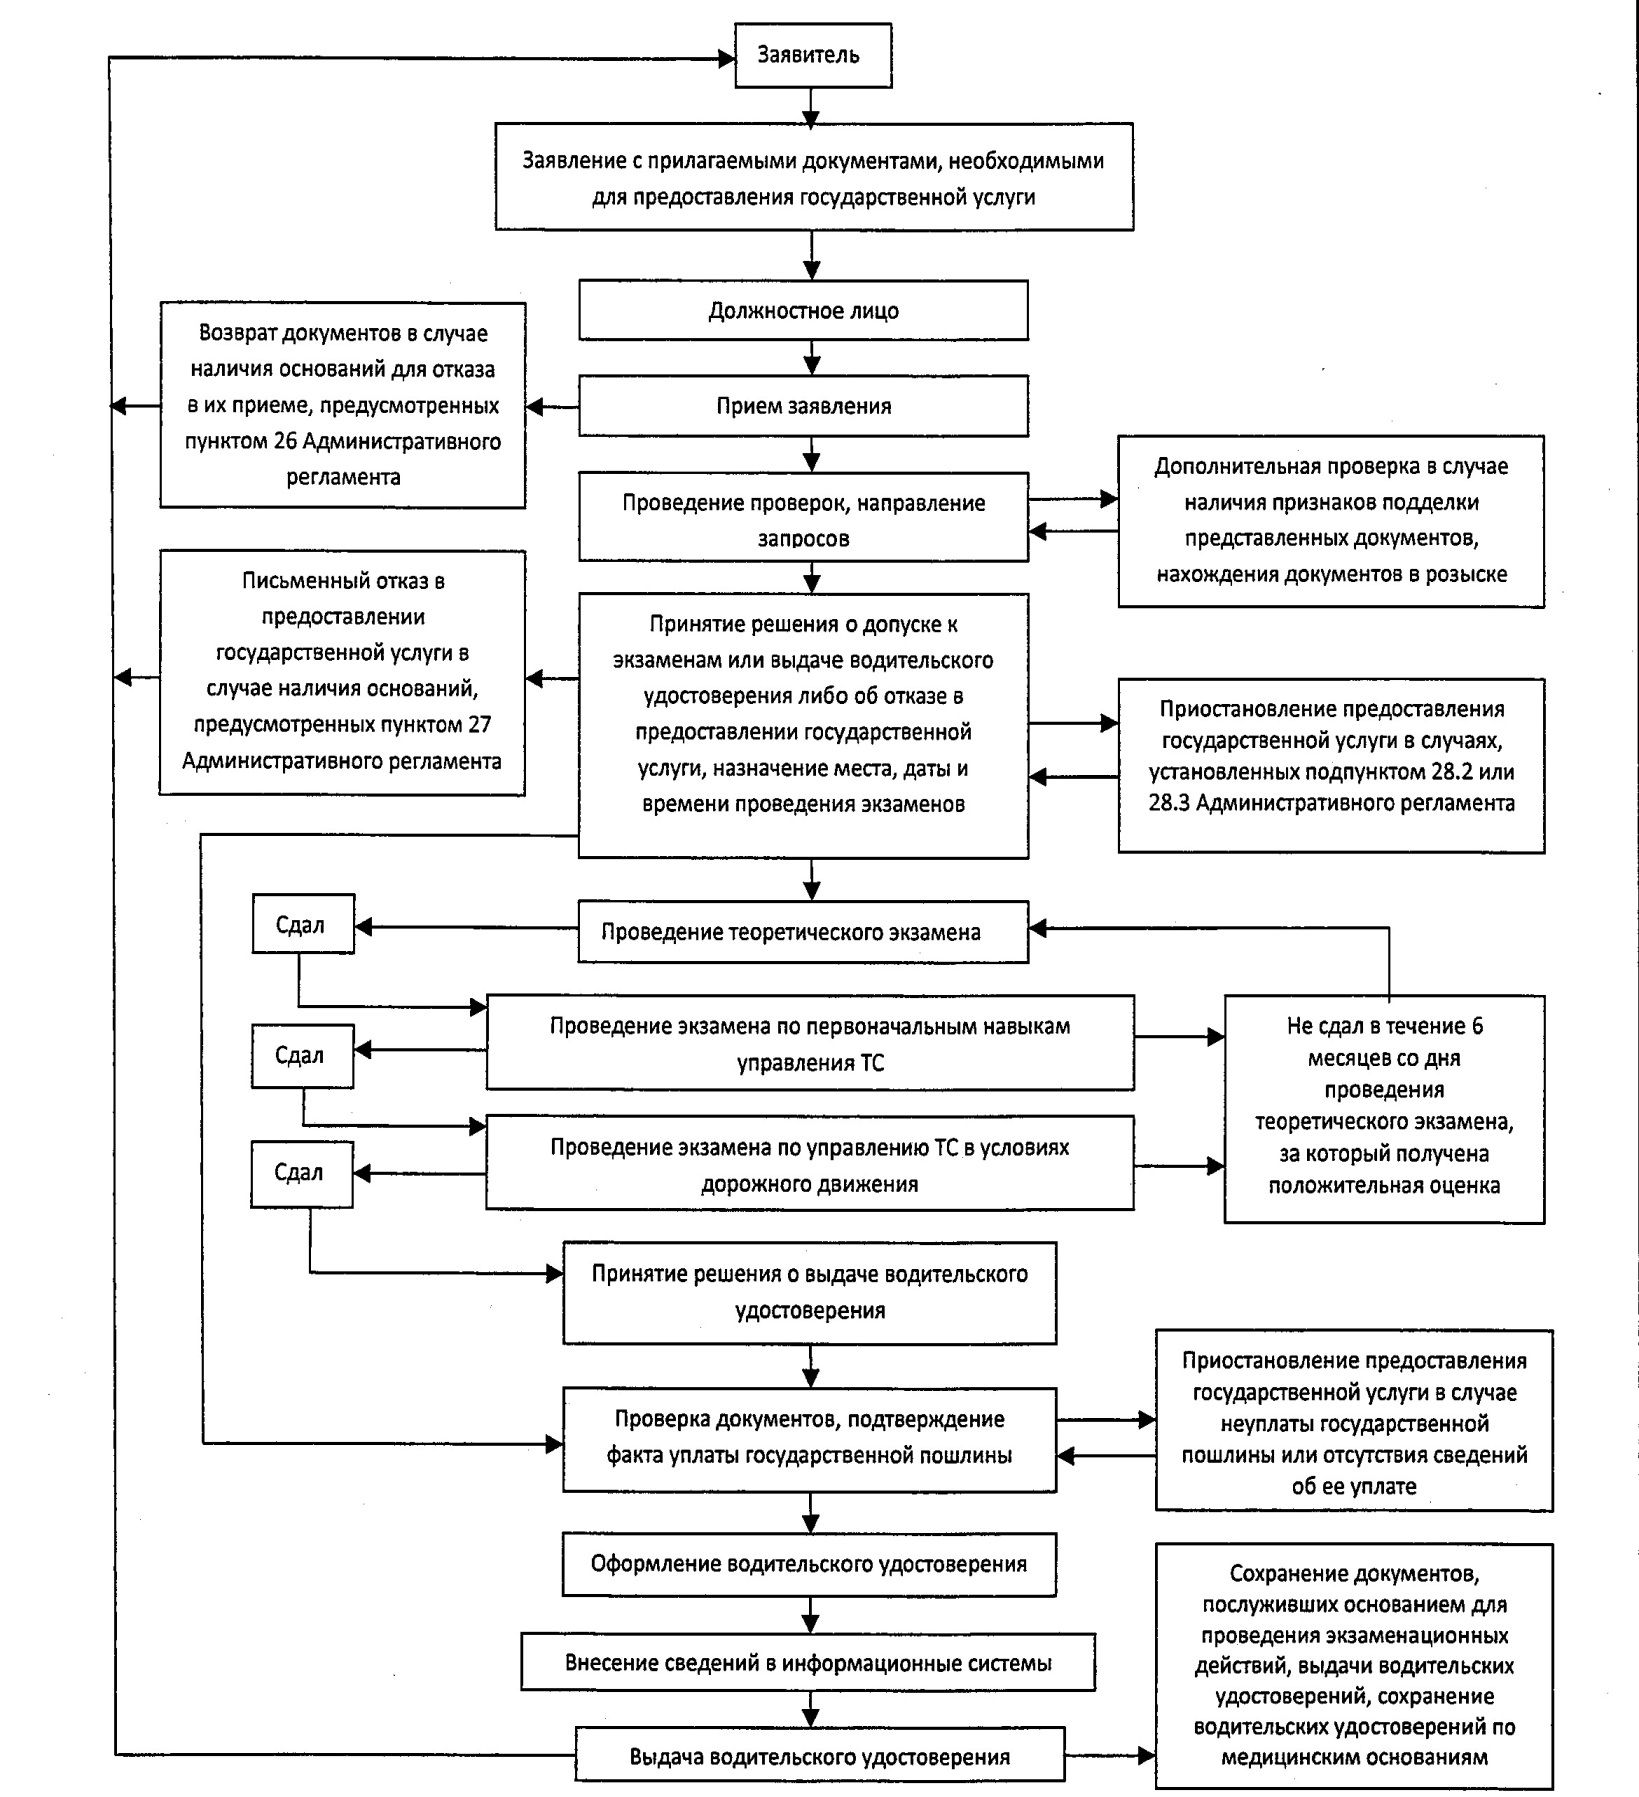 Заявитель
Заявление с прилагаемыми документами, необходимыми
для предоставления государственной услуги
Должностное лицо
Возврат документов в случае
наличия оснований для отказа
в их приеме, предусмотренных
пунктом 26 Административного
регламента
Прием заявления
Проведение проверок, направление
запросов
Дополнительная проверка в случае
наличия признаков подделки
представленных документов,
нахождения документов в розыске
Письменный отказ в
предоставлении
государственной услуги в
случае наличия оснований,
предусмотренных пунктом 27
Административного регламента
Принятие решения о допуске к
экзаменам или выдаче водительского
удостоверения либо об отказе в
предоставлении государственной
услуги, назначение места, даты и
времени проведения экзаменов
Приостановление предоставления
государственной услуги в случаях,
установленных подпунктом 28.2 или
28.3 Административного регламента
Сдал
Проведение теоретического экзамена
Проведение экзамена по первоначальным навыкам
управления ТС
Сдал
Не сдал в течение 6
месяцев со дня
проведения
теоретического экзамена,
за который получена
положительная оценка
Проведение экзамена по управлению ТС в условиях
дорожного движения
Сдал
Принятие решения о выдаче водительского
удостоверения
Проверка документов, подтверждение
факта уплаты государственной пошлины
Приостановление предоставления
государственной услуги в случае
неуплаты государственной
пошлины или отсутствия сведений
об ее уплате
Оформление водительского удостоверения
Внесение сведений в информационные системы
Выдача водительского удостоверения
Сохранение документов,
послуживших основанием для
проведения экзаменационных
действий, выдачи водительских
удостоверений, сохранение
водительских удостоверений по
медицинским основаниям